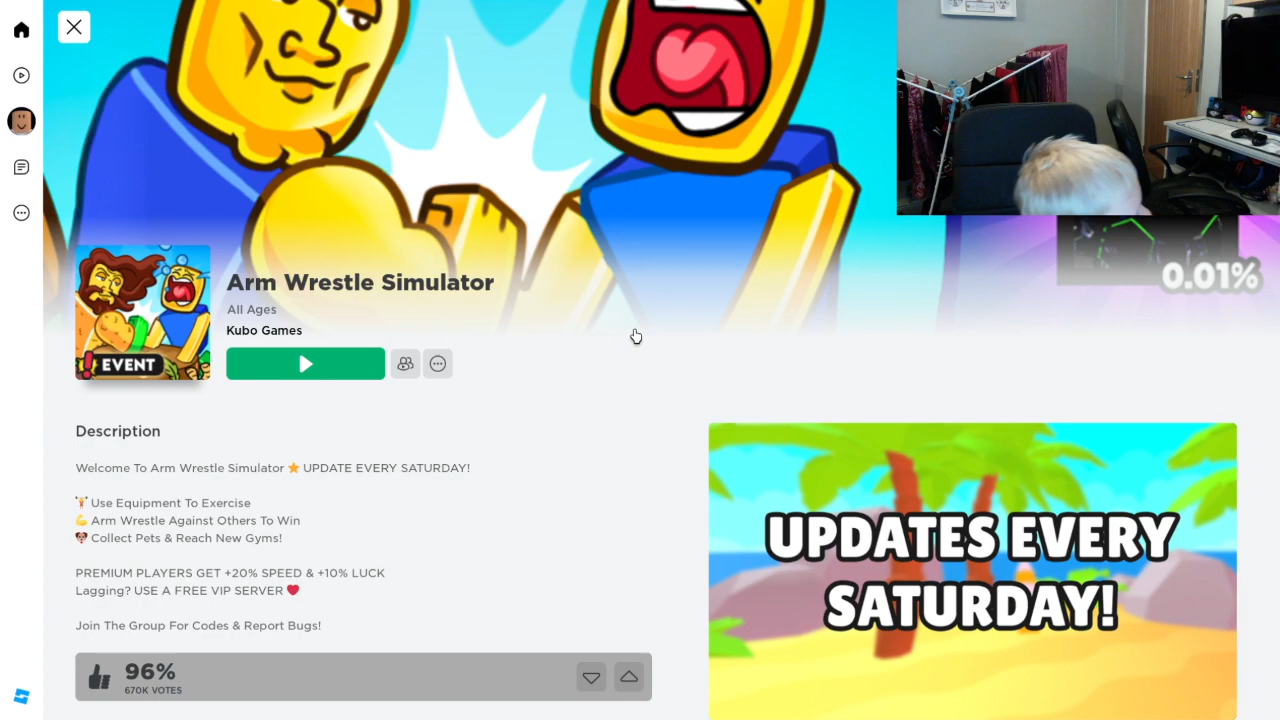 0.01%
EVENT
Arm Wrestle Simulator
All Ages
Kubo Games
Description
Welcome To Arm Wrestle Simulator ⭐ UPDATE EVERY SATURDAY!
🏋️ Use Equipment To Exercise
💪 Arm Wrestle Against Others To Win
🐶 Collect Pets & Reach New Gyms!
PREMIUM PLAYERS GET +20% SPEED & +10% LUCK
Lagging? USE A FREE VIP SERVER ❤️
Join The Group For Codes & Report Bugs!
96%
670K VOTES
UPDATES EVERY
SATURDAY!